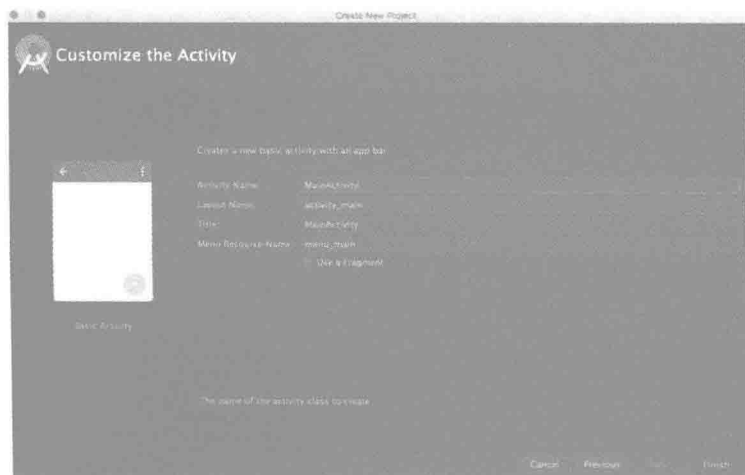 Create New Project
Customize the Activity
Creates a new basic activity with an app bar
Activity Name: MainActivity
Layout Name: activity_main
Title: MainActivity
Menu Resource Name: menu_main
Use a Fragment
Basic Activity
The name of the activity class to create
Cancel Previous Next Finish